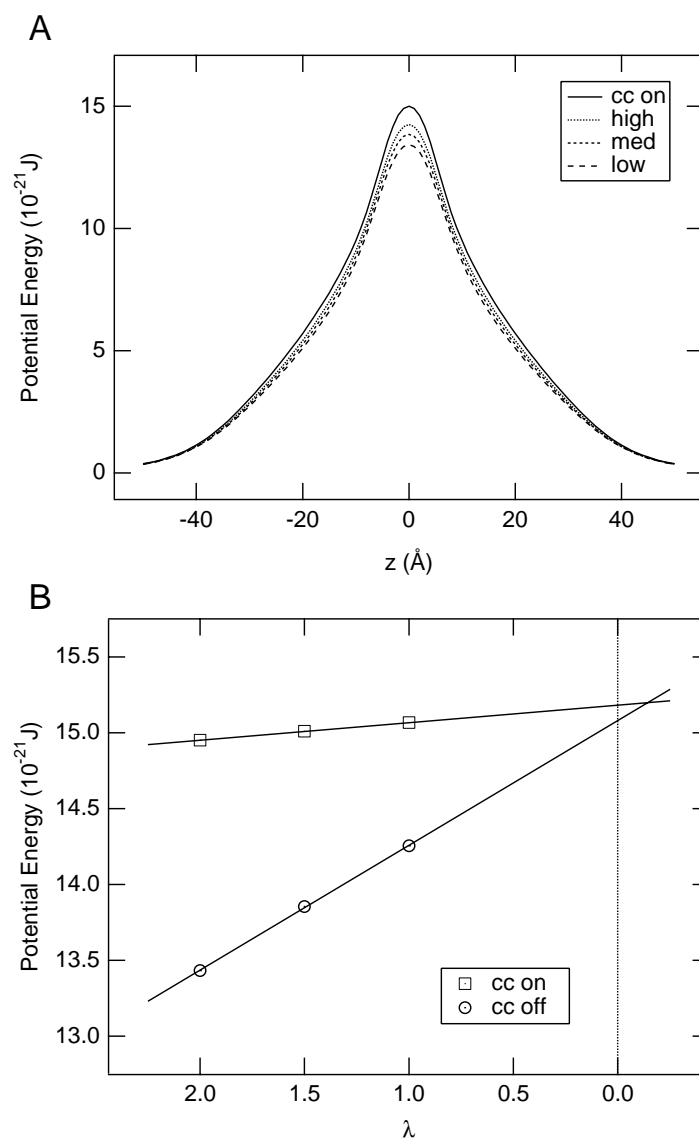 A
Potential Energy (10⁻²¹J)
15
10
5
0
cc on
high
med
low
-40 -20 0 20 40
z (Å)
B
Potential Energy (10⁻²¹J)
15.5
15.0
14.5
14.0
13.5
13.0
cc on
cc off
2.0 1.5 1.0 0.5 0.0
λ